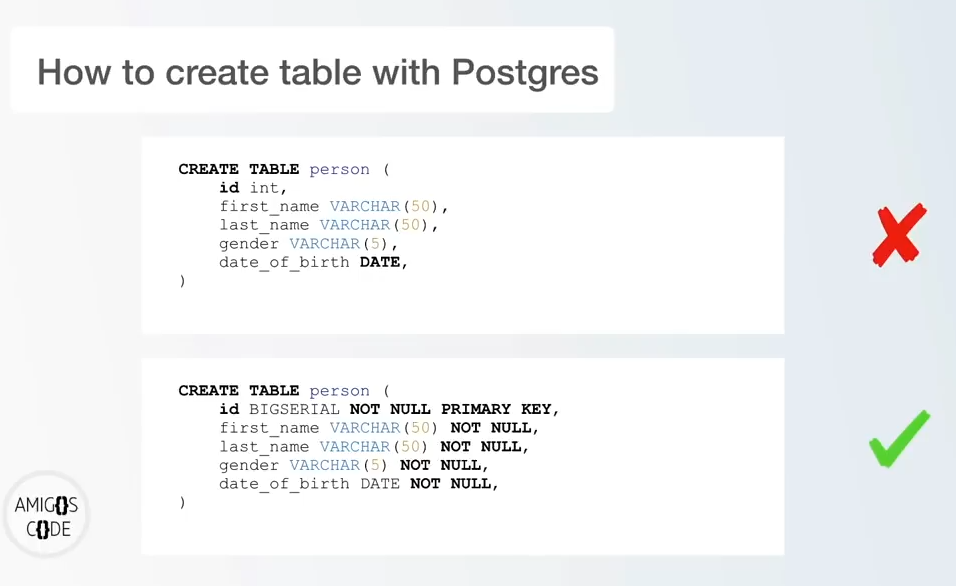 How to create table with Postgres
CREATE TABLE person (
    id int,
    first_name VARCHAR(50),
    last_name VARCHAR(50),
    gender VARCHAR(5),
    date_of_birth DATE,
)
CREATE TABLE person (
    id BIGSERIAL NOT NULL PRIMARY KEY,
    first_name VARCHAR(50) NOT NULL,
    last_name VARCHAR(50) NOT NULL,
    gender VARCHAR(5) NOT NULL,
    date_of_birth DATE NOT NULL,
)
AMIG{}S
C{}DE